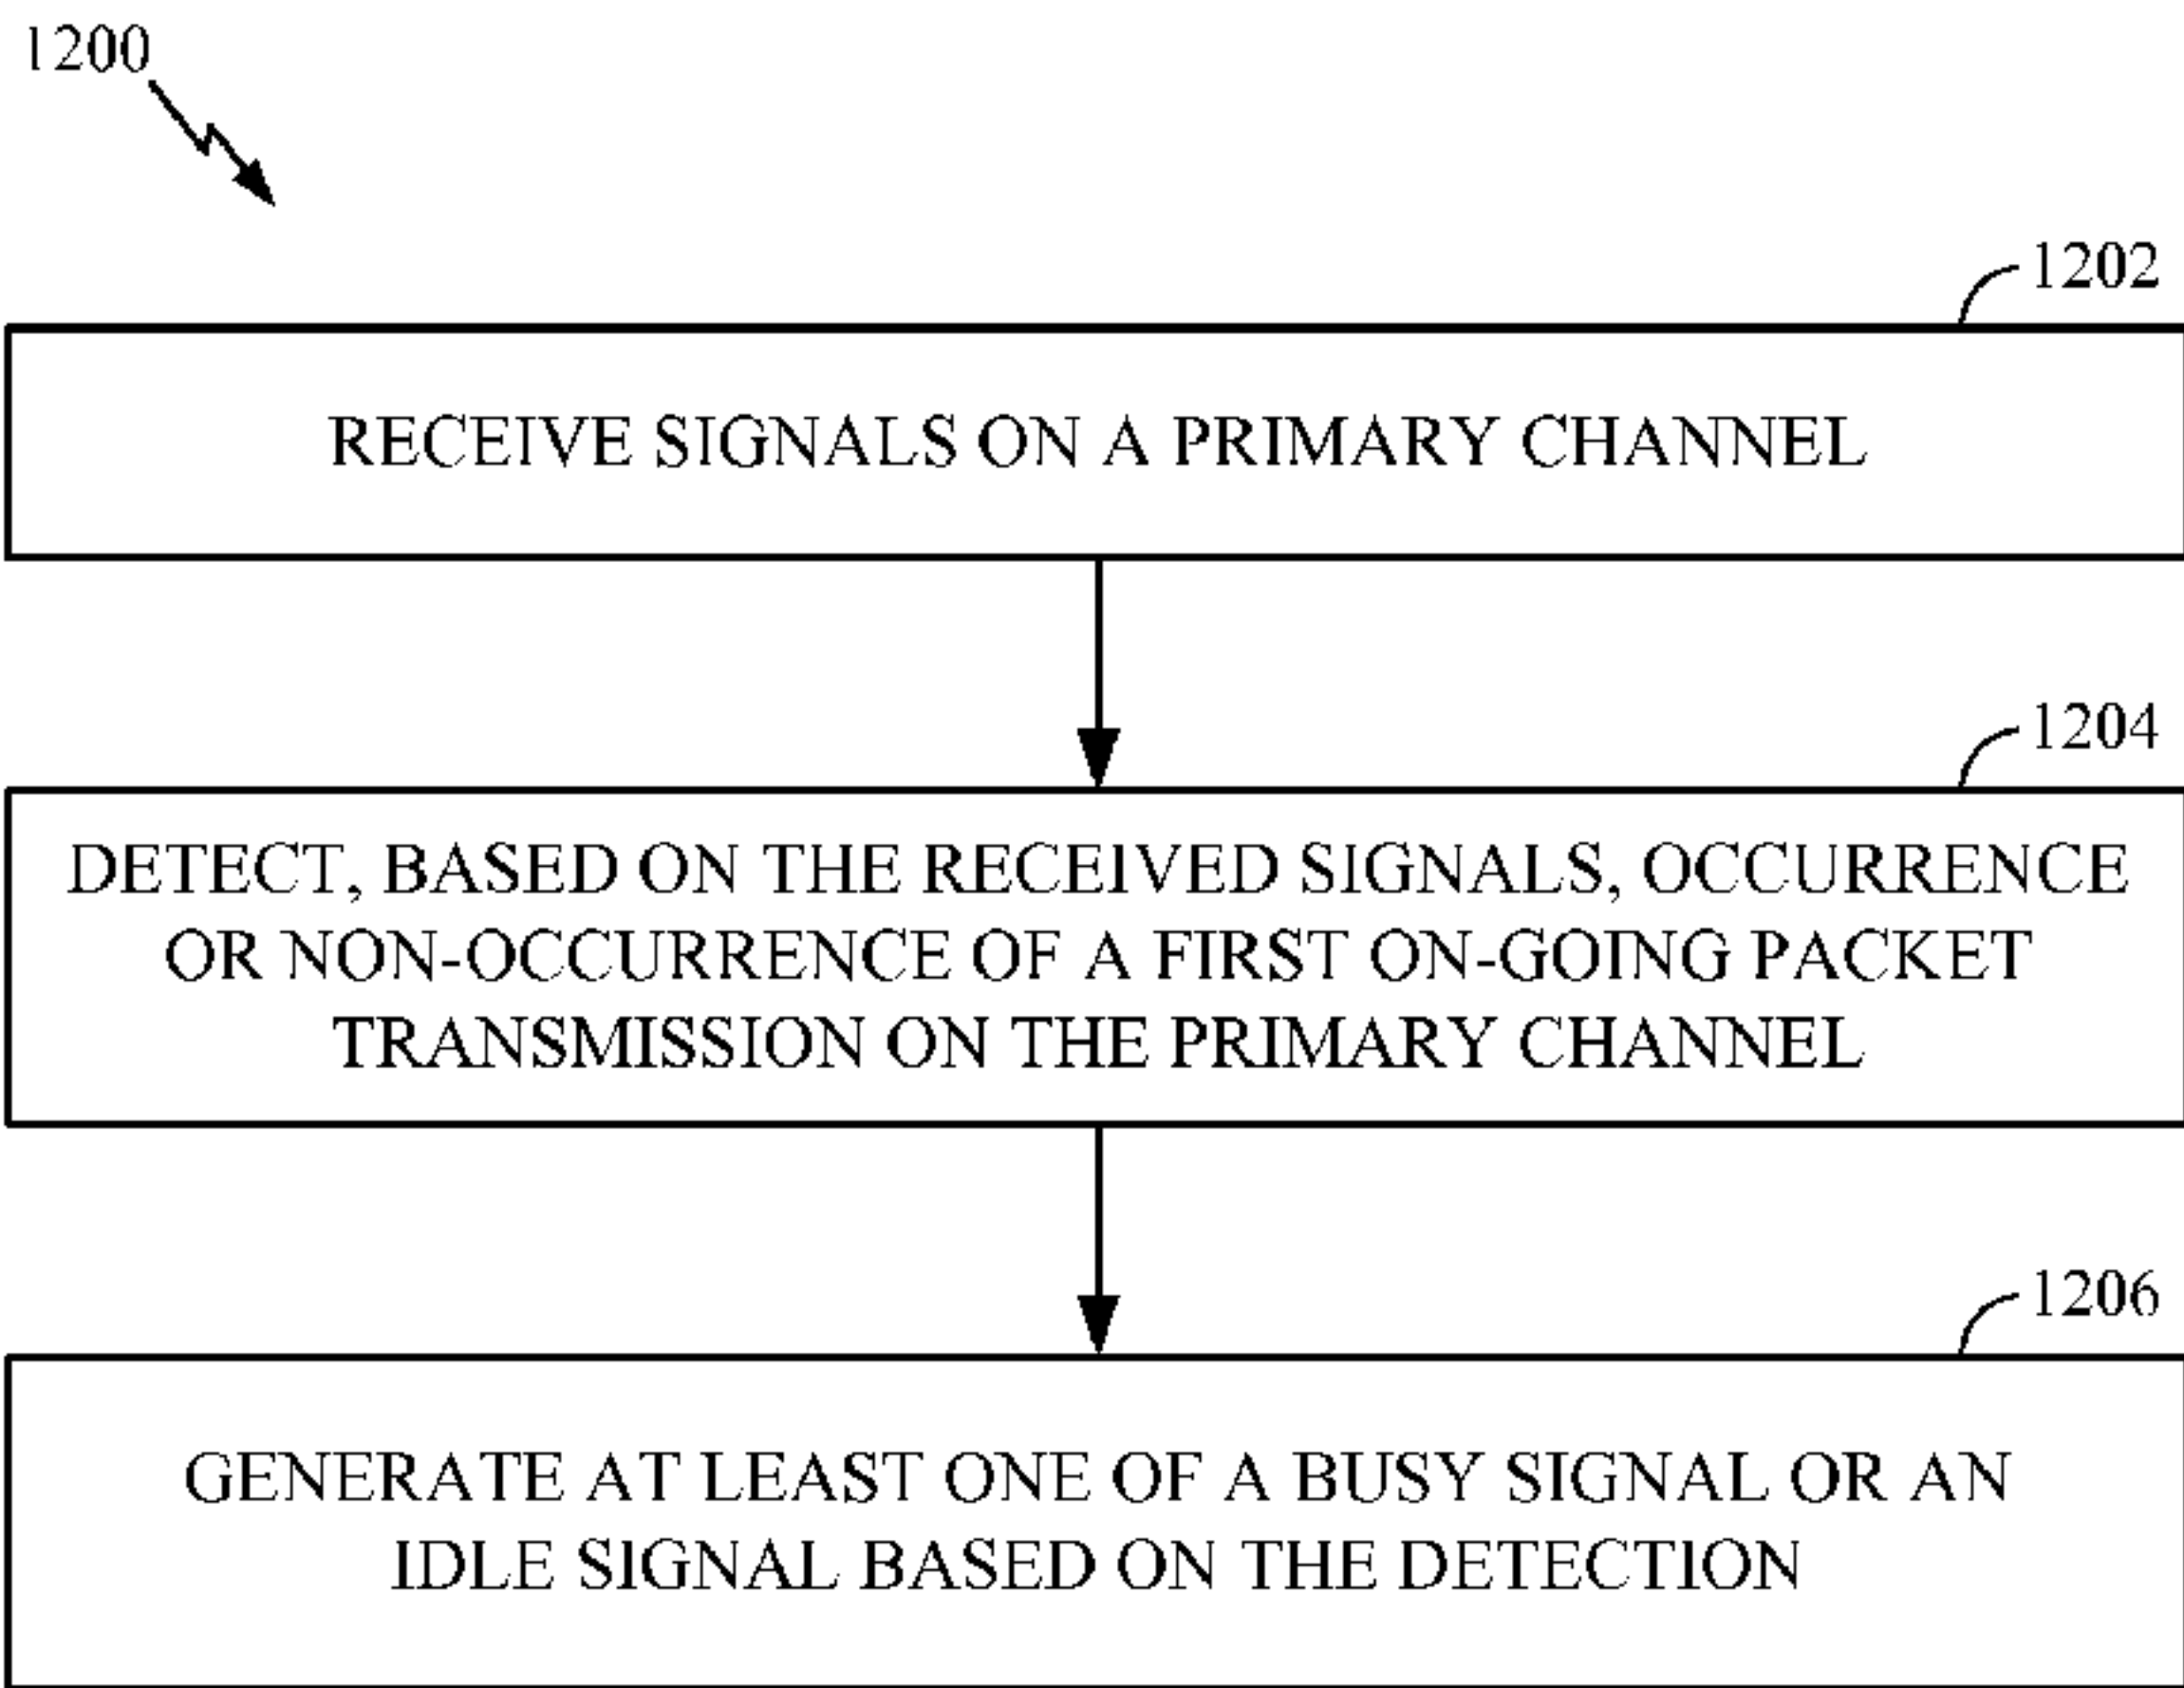 1200
1202
RECEIVE SIGNALS ON A PRIMARY CHANNEL
1204
DETECT, BASED ON THE RECEIVED SIGNALS, OCCURRENCE
OR NON-OCCURRENCE OF A FIRST ON-GOING PACKET
TRANSMISSION ON THE PRIMARY CHANNEL
1206
GENERATE AT LEAST ONE OF A BUSY SIGNAL OR AN
IDLE SIGNAL BASED ON THE DETECTION